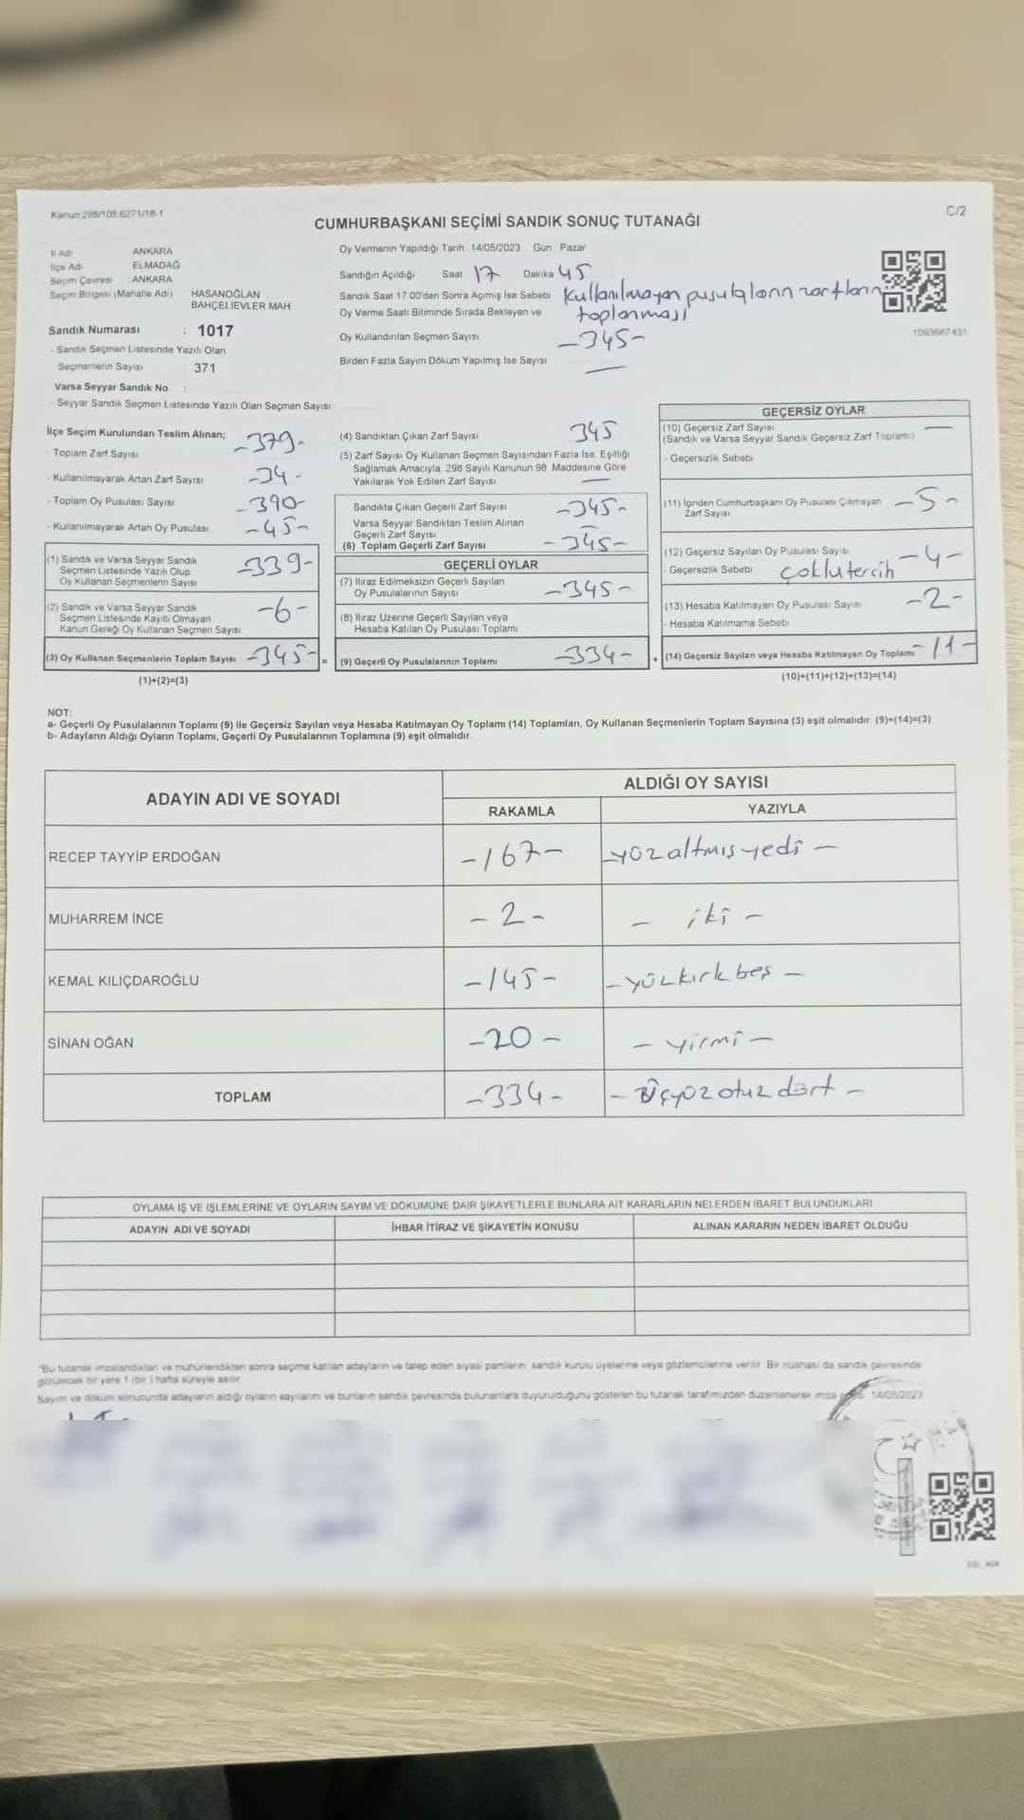 Kanun:298/105.6271/18-1
C/2
CUMHURBAŞKANI SEÇİMİ SANDIK SONUÇ TUTANAĞI
İl Adı ANKARA
İlçe Adı ELMADAĞ
Seçim Çevresi : ANKARA
Seçim Bölgesi (Mahalle Adı) HASANOĞLAN
BAHÇELİEVLER MAH
Sandık Numarası : 1017
- Sandık Seçmen Listesinde Yazılı Olan
Seçmenlerin Sayısı 371
Varsa Seyyar Sandık No :
- Seyyar Sandık Seçmen Listesinde Yazılı Olan Seçmen Sayısı
Oy Vermenin Yapıldığı Tarih 14/05/2023 Gün : Pazar
Sandığın Açıldığı Saat 17 Dakika 45
Sandık Saat 17.00'den Sonra Açımış İse Sebebi Kullanılmayan pusulaların zarfların
toplanması
Oy Verme Saati Bitiminde Sırada Bekleyen ve
Oy Kullandırılan Seçmen Sayısı -345-
Birden Fazla Sayım Döküm Yapılmış İse Sayısı —
İlçe Seçim Kurulundan Teslim Alınan;
- Toplam Zarf Sayısı -379-
- Kullanılmayarak Artan Zarf Sayısı -34-
- Toplam Oy Pusulası Sayısı -390-
- Kullanılmayarak Artan Oy Pusulası -45-
(1) Sandık ve Varsa Seyyar Sandık
Seçmen Listesinde Yazılı Olup
Oy Kullanan Seçmenlerin Sayısı -339-
(2) Sandık ve Varsa Seyyar Sandık
Seçmen Listesinde Kayıtlı Olmayan
Kanun Gereği Oy Kullanan Seçmen Sayısı -6-
(3) Oy Kullanan Seçmenlerin Toplam Sayısı -345-
=
(1)+(2)=(3)
(4) Sandıktan Çıkan Zarf Sayısı 345
(5) Zarf Sayısı Oy Kullanan Seçmen Sayısından Fazla İse, Eşitliği
Sağlamak Amacıyla, 298 Sayılı Kanunun 98. Maddesine Göre
Yakılarak Yok Edilen Zarf Sayısı —
Sandıkta Çıkan Geçerli Zarf Sayısı -345-
Varsa Seyyar Sandıktan Teslim Alınan
Geçerli Zarf Sayısı —
(6) Toplam Geçerli Zarf Sayısı -345-
GEÇERLİ OYLAR
(7) İtiraz Edilmeksizin Geçerli Sayılan
Oy Pusulalarının Sayısı -345-
(8) İtiraz Üzerine Geçerli Sayılan veya
Hesaba Katılan Oy Pusulası Toplamı
(9) Geçerli Oy Pusulalarının Toplamı -334-
GEÇERSİZ OYLAR
(10) Geçersiz Zarf Sayısı —
(Sandık ve Varsa Seyyar Sandık Geçersiz Zarf Toplamı)
- Geçersizlik Sebebi
(11) İçinden Cumhurbaşkanı Oy Pusulası Çıkmayan
Zarf Sayısı -5-
(12) Geçersiz Sayılan Oy Pusulası Sayısı -4-
- Geçersizlik Sebebi çoklu tercih
(13) Hesaba Katılmayan Oy Pusulası Sayısı -2-
- Hesaba Katılmama Sebebi
(14) Geçersiz Sayılan veya Hesaba Katılmayan Oy Toplamı -11-
(10)+(11)+(12)+(13)=(14)
NOT:
a- Geçerli Oy Pusulalarının Toplamı (9) ile Geçersiz Sayılan veya Hesaba Katılmayan Oy Toplamı (14) Toplamları, Oy Kullanan Seçmenlerin Toplam Sayısına (3) eşit olmalıdır. (9)+(14)=(3)
b- Adayların Aldığı Oyların Toplamı, Geçerli Oy Pusulalarının Toplamına (9) eşit olmalıdır.
ADAYIN ADI VE SOYADI
ALDIĞI OY SAYISI
RAKAMLA YAZIYLA
RECEP TAYYİP ERDOĞAN -167- -yüzaltmışyedi-
MUHARREM İNCE -2- - iki -
KEMAL KILIÇDAROĞLU -145- -yüzkırkbeş-
SİNAN OĞAN -20- - yirmi -
TOPLAM -334- - Üçyüzotuzdört -
OYLAMA İŞ VE İŞLEMLERİNE VE OYLARIN SAYIM VE DÖKÜMÜNE DAİR ŞİKAYETLERLE BUNLARA AİT KARARLARIN NELERDEN İBARET BULUNDUKLARI
ADAYIN ADI VE SOYADI İHBAR İTİRAZ VE ŞİKAYETİN KONUSU ALINAN KARARIN NEDEN İBARET OLDUĞU
"Bu tutanak imzalandıktan ve mühürlendikten sonra seçime katılan adayların ve talep eden siyasi partilerin sandık kurulu üyelerine veya gözlemcilerine verilir. Bir nüshası da sandık çevresinde
görülecek bir yere 1 (bir) hafta süreyle asılır.
Sayım ve döküm sonucunda adayların aldığı oyların sayılarını ve bunların sandık çevresinde bulunanlara duyurulduğunu gösteren bu tutanak tarafımızdan düzenlenerek imza 14/05/2023